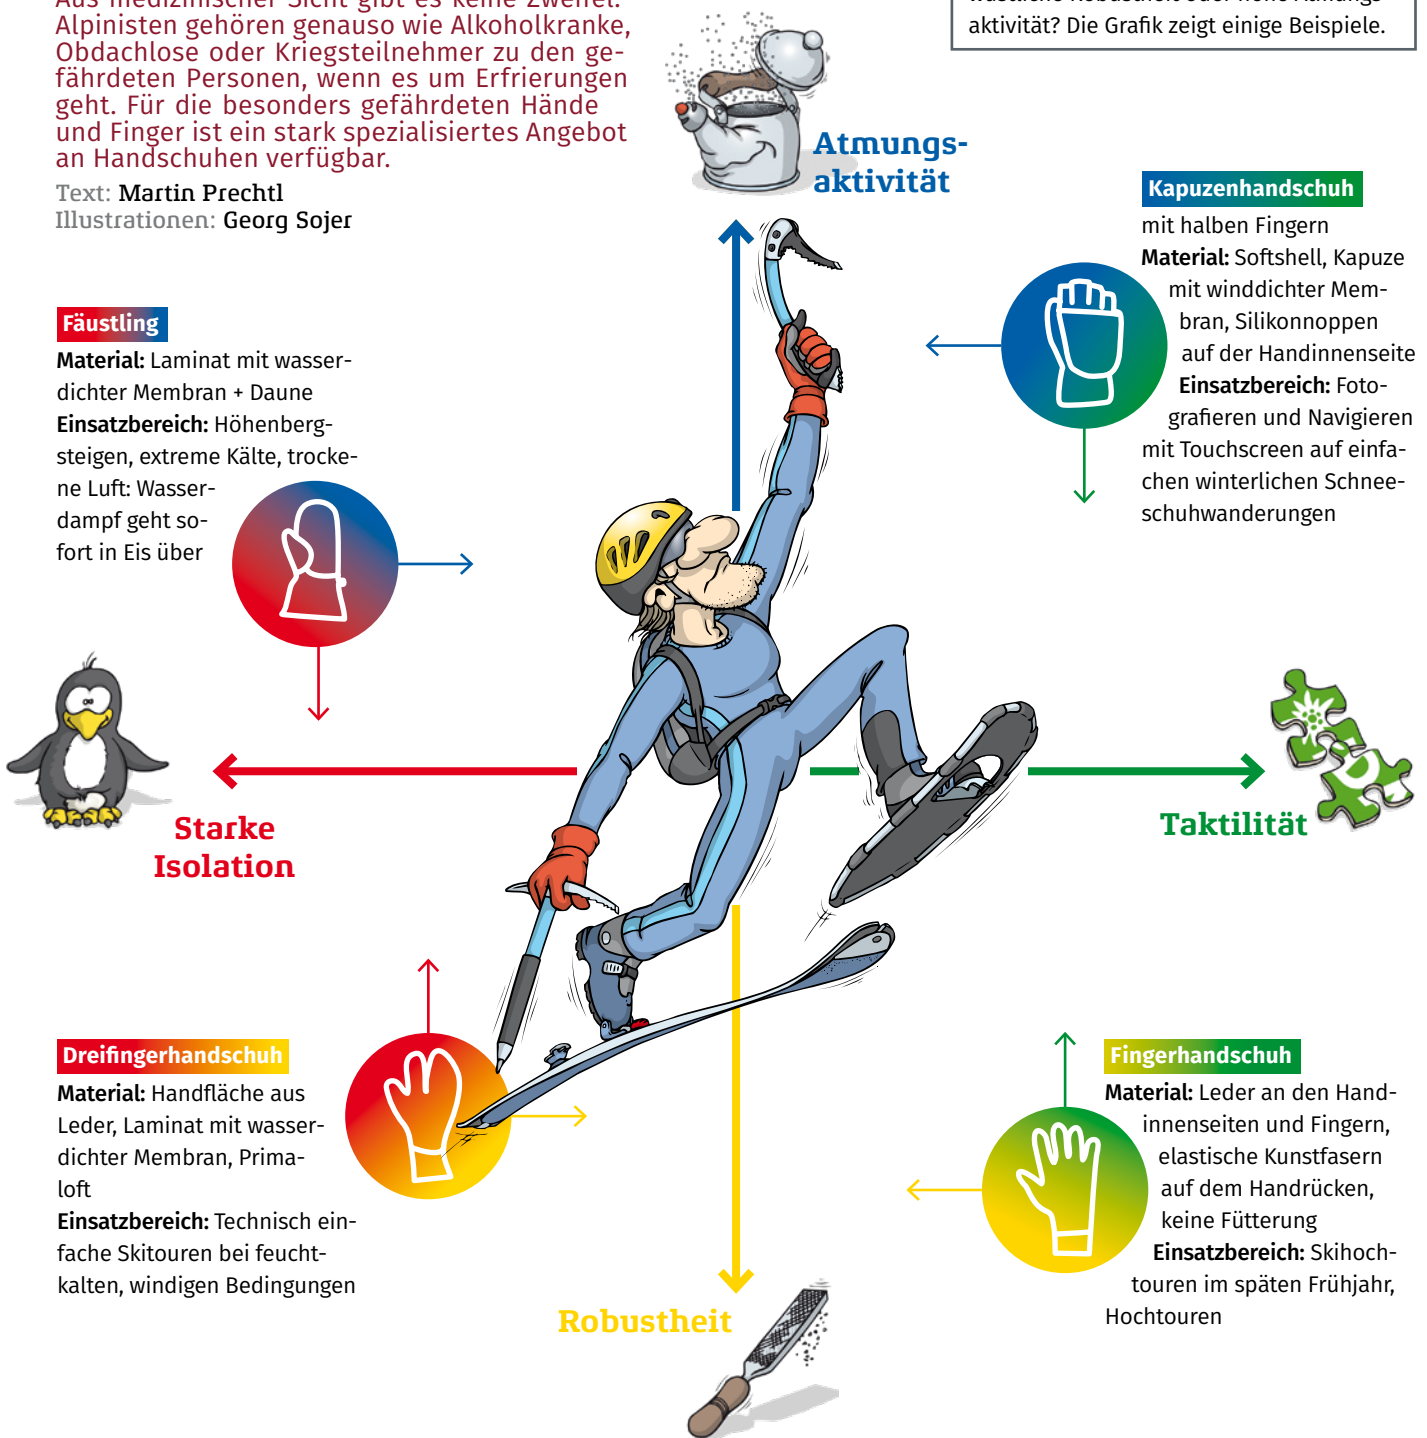 Aus medizinischer Sicht gibt es keine Zweifel:
Alpinisten gehören genauso wie Alkoholkranke,
Obdachlose oder Kriegsteilnehmer zu den ge-
fährdeten Personen, wenn es um Erfrierungen
geht. Für die besonders gefährdeten Hände
und Finger ist ein stark spezialisiertes Angebot
an Handschuhen verfügbar.
Text: Martin Prechtl
Illustrationen: Georg Sojer
aktivität? Die Grafik zeigt einige Beispiele.
Atmungs-
aktivität
Kapuzenhandschuh
mit halben Fingern
Material: Softshell, Kapuze
mit winddichter Mem-
bran, Silikonnoppen
auf der Handinnenseite
Einsatzbereich: Foto-
grafieren und Navigieren
mit Touchscreen auf einfa-
chen winterlichen Schnee-
schuhwanderungen
Fäustling
Material: Laminat mit wasser-
dichter Membran + Daune
Einsatzbereich: Höhenberg-
steigen, extreme Kälte, trocke-
ne Luft: Wasser-
dampf geht so-
fort in Eis über
Starke
Isolation
Taktilität
Dreifingerhandschuh
Material: Handfläche aus
Leder, Laminat mit wasser-
dichter Membran, Prima-
loft
Einsatzbereich: Technisch ein-
fache Skitouren bei feucht-
kalten, windigen Bedingungen
Fingerhandschuh
Material: Leder an den Hand-
innenseiten und Fingern,
elastische Kunstfasern
auf dem Handrücken,
keine Fütterung
Einsatzbereich: Skihoch-
touren im späten Frühjahr,
Hochtouren
Robustheit